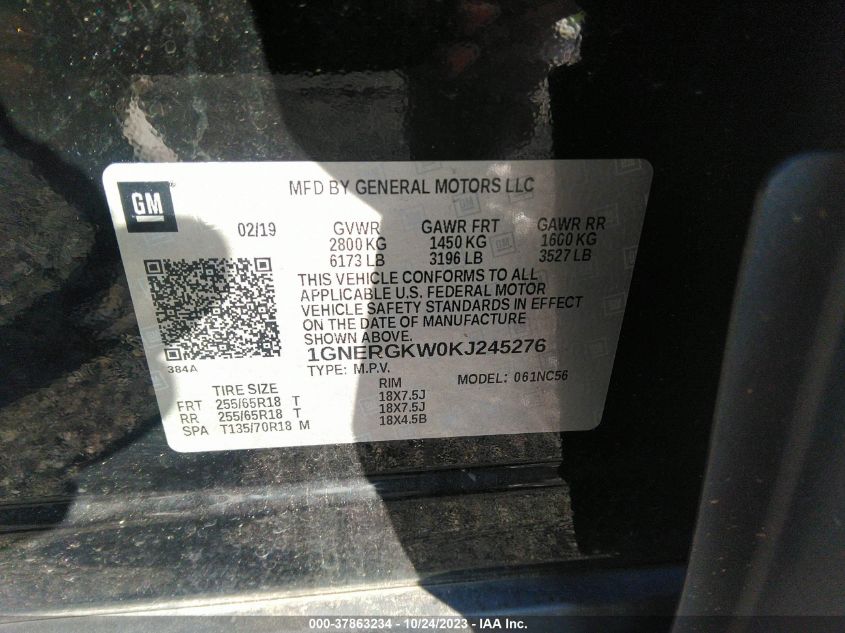 GM
MFD BY GENERAL MOTORS LLC
02/19 GVWR GAWR FRT GAWR RR
2800 KG 1450 KG 1600 KG
6173 LB 3196 LB 3527 LB
THIS VEHICLE CONFORMS TO ALL
APPLICABLE U.S. FEDERAL MOTOR
VEHICLE SAFETY STANDARDS IN EFFECT
ON THE DATE OF MANUFACTURE
SHOWN ABOVE.
1GNERGKW0KJ245276
384A TYPE: M.P.V. MODEL: 061NC56
TIRE SIZE RIM
FRT 255/65R18 T 18X7.5J
RR 255/65R18 T 18X7.5J
SPA T135/70R18 M 18X4.5B
000-37863234 - 10/24/2023 - IAA Inc.